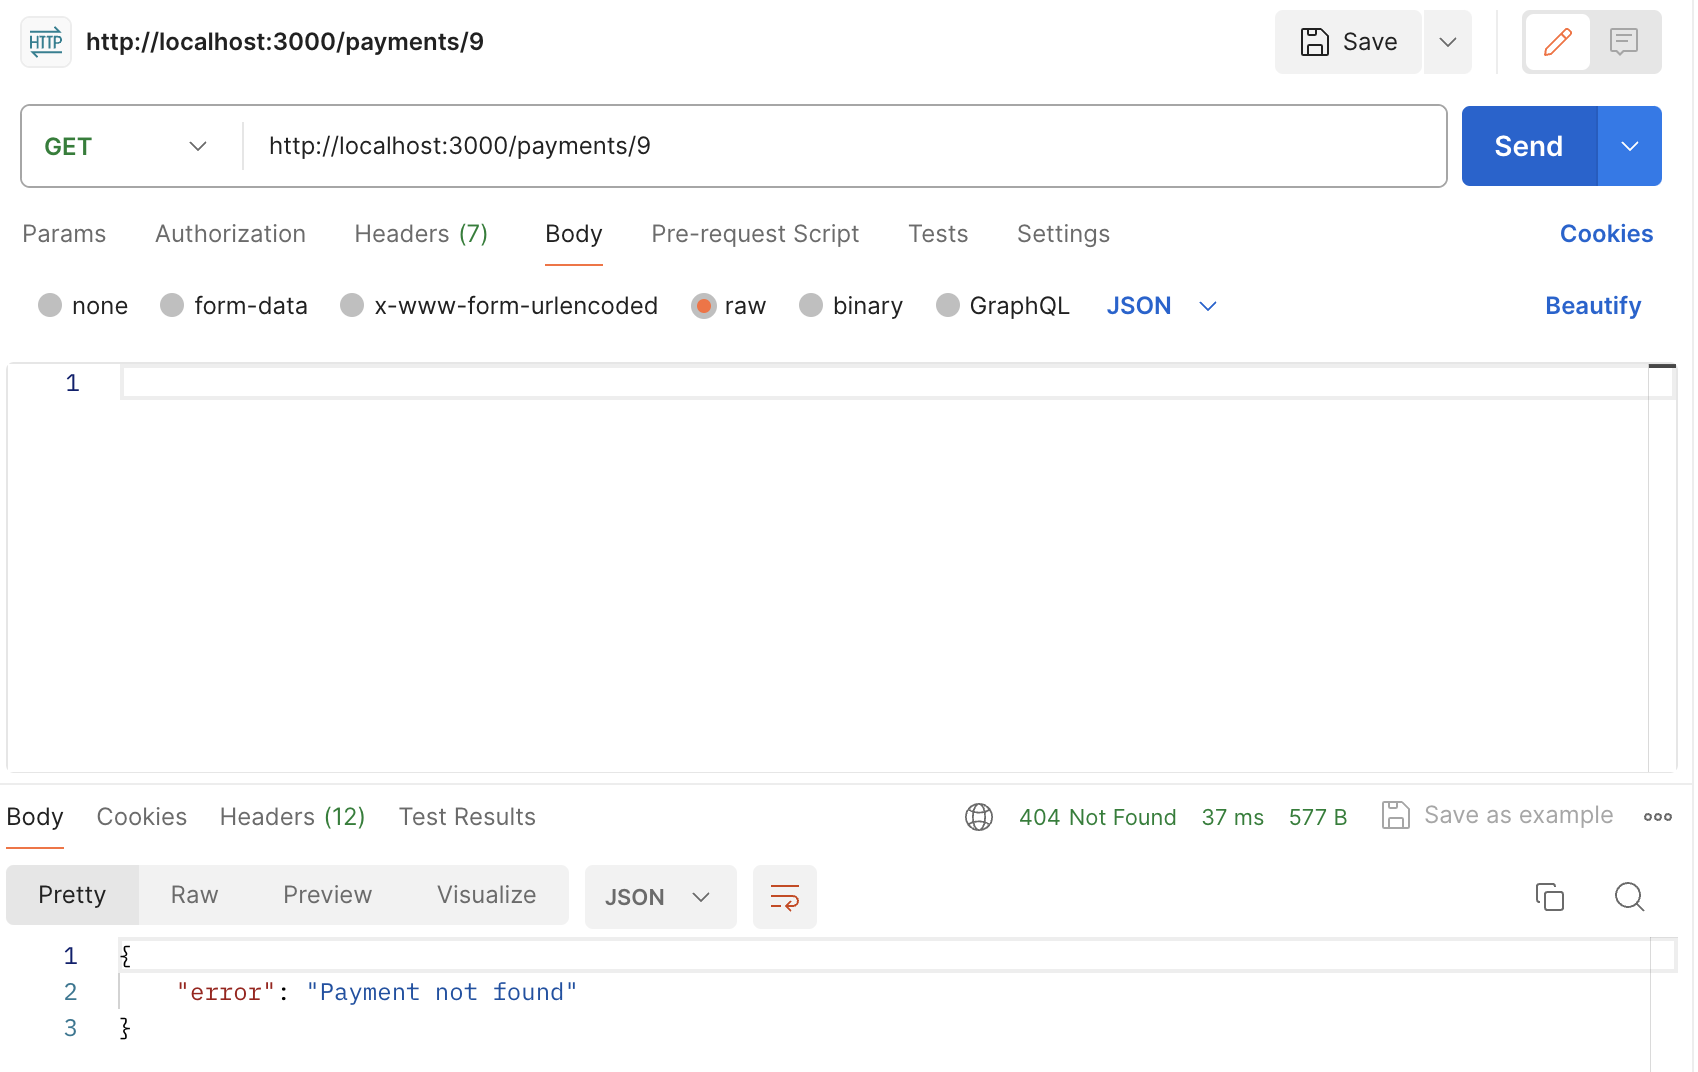 HTTP http://localhost:3000/payments/9 Save
GET http://localhost:3000/payments/9 Send
Params Authorization Headers (7) Body Pre-request Script Tests Settings Cookies
none form-data x-www-form-urlencoded raw binary GraphQL JSON Beautify
1
Body Cookies Headers (12) Test Results 404 Not Found 37 ms 577 B Save as example
Pretty Raw Preview Visualize JSON
1 {
2 "error": "Payment not found"
3 }